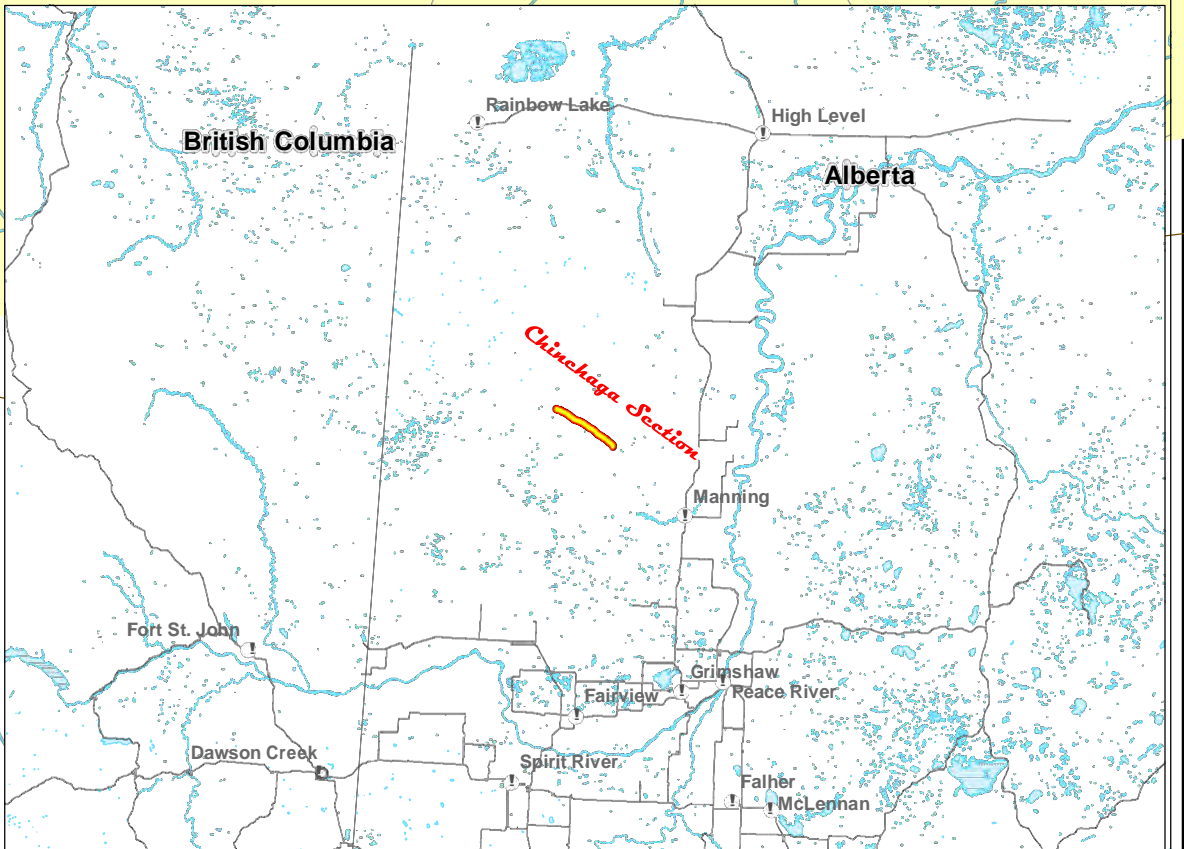 Rainbow Lake
High Level
British Columbia
Alberta
Chinchaga Section
Manning
Fort St. John
Grimshaw
Peace River
Fairview
Dawson Creek
Spirit River
Falher
McLennan